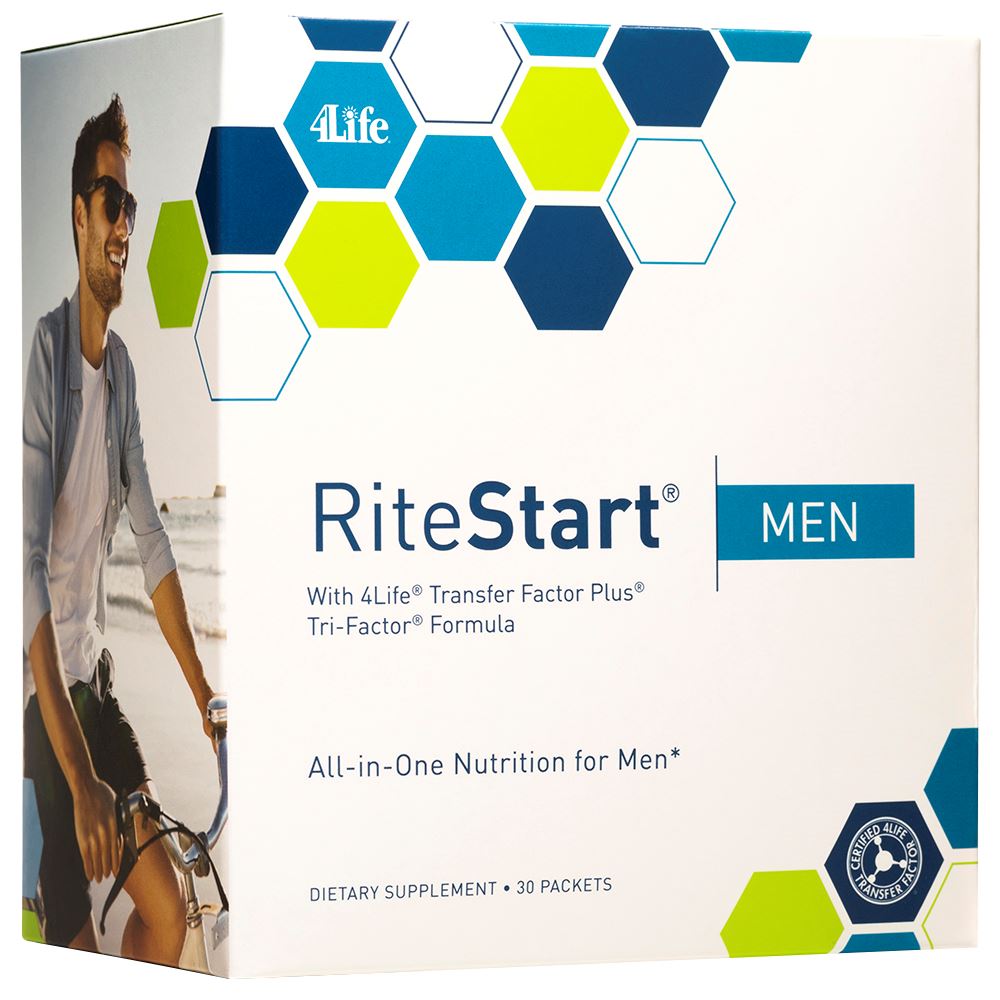 4Life
RiteStart®
MEN
With 4Life® Transfer Factor Plus®
Tri-Factor® Formula
All-in-One Nutrition for Men*
DIETARY SUPPLEMENT • 30 PACKETS
CERTIFIED 4LIFE
TRANSFER FACTOR